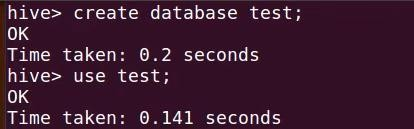 hive> create database test;
OK
Time taken: 0.2 seconds
hive> use test;
OK
Time taken: 0.141 seconds